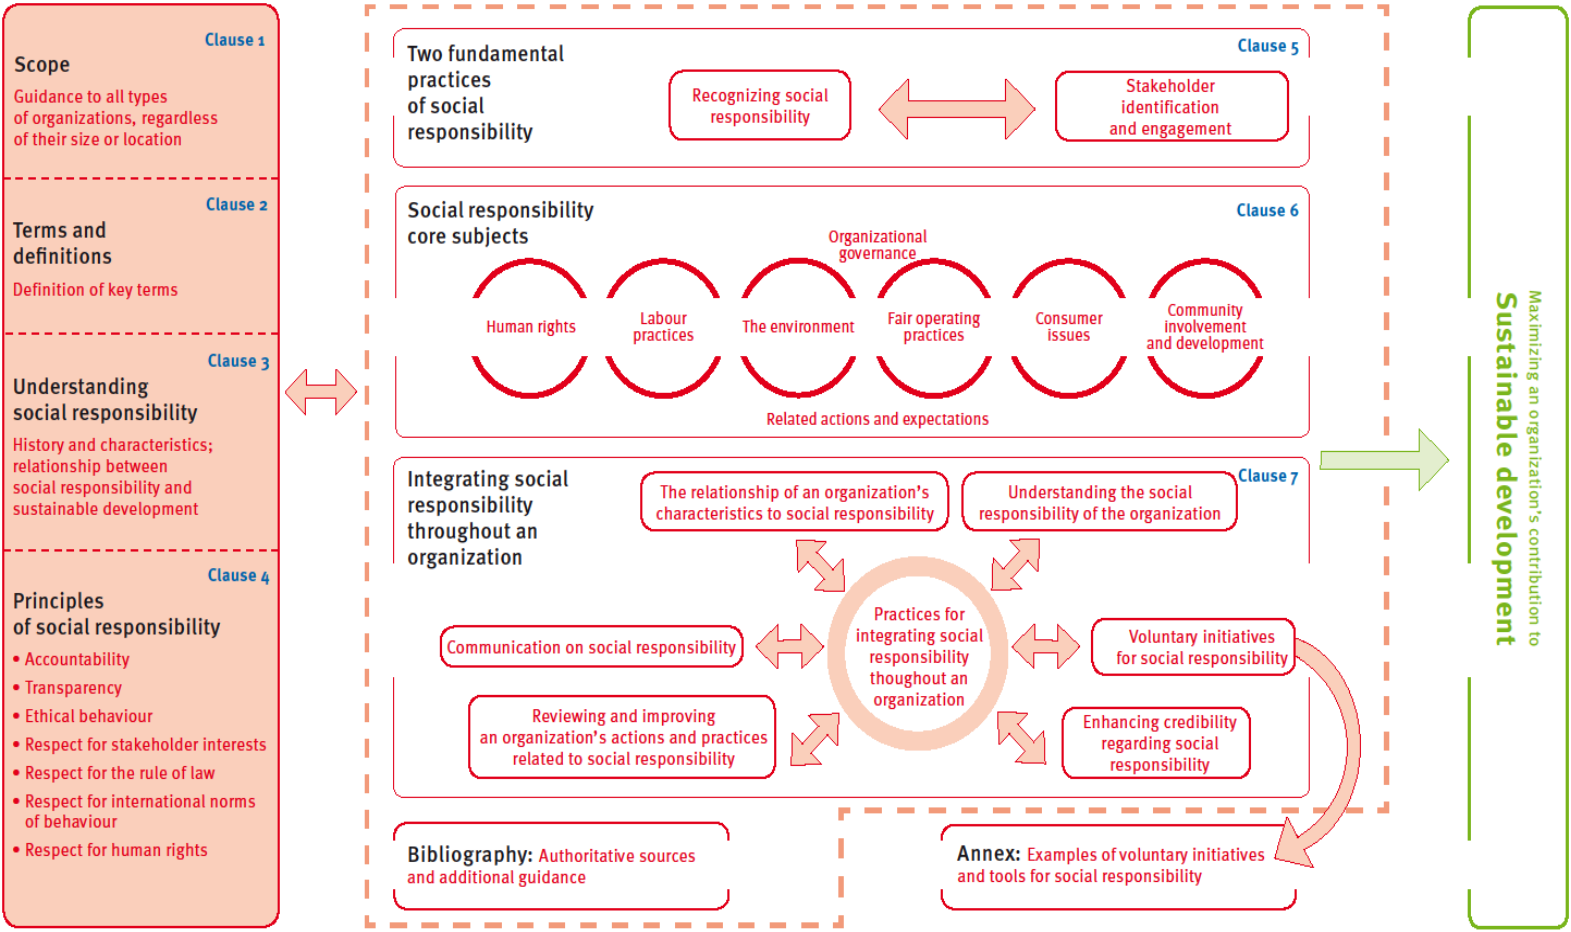 Clause 1
Scope
Guidance to all types
of organizations, regardless
of their size or location
Clause 2
Terms and
definitions
Definition of key terms
Clause 3
Understanding
social responsibility
History and characteristics;
relationship between
social responsibility and
sustainable development
Clause 4
Principles
of social responsibility
• Accountability
• Transparency
• Ethical behaviour
• Respect for stakeholder interests
• Respect for the rule of law
• Respect for international norms
of behaviour
• Respect for human rights
Two fundamental
practices
of social
responsibility
Clause 5
Recognizing social
responsibility
Stakeholder
identification
and engagement
Social responsibility
core subjects
Clause 6
Organizational
governance
Human rights
Labour
practices
The environment
Fair operating
practices
Consumer
issues
Community
involvement
and development
Related actions and expectations
Integrating social
responsibility
throughout an
organization
Clause 7
The relationship of an organization's
characteristics to social responsibility
Understanding the social
responsibility of the organization
Practices for
integrating social
responsibility
thoughout an
organization
Communication on social responsibility
Voluntary initiatives
for social responsibility
Reviewing and improving
an organization's actions and practices
related to social responsibility
Enhancing credibility
regarding social
responsibility
Bibliography: Authoritative sources
and additional guidance
Annex: Examples of voluntary initiatives
and tools for social responsibility
Maximizing an organization's contribution to
Sustainable development